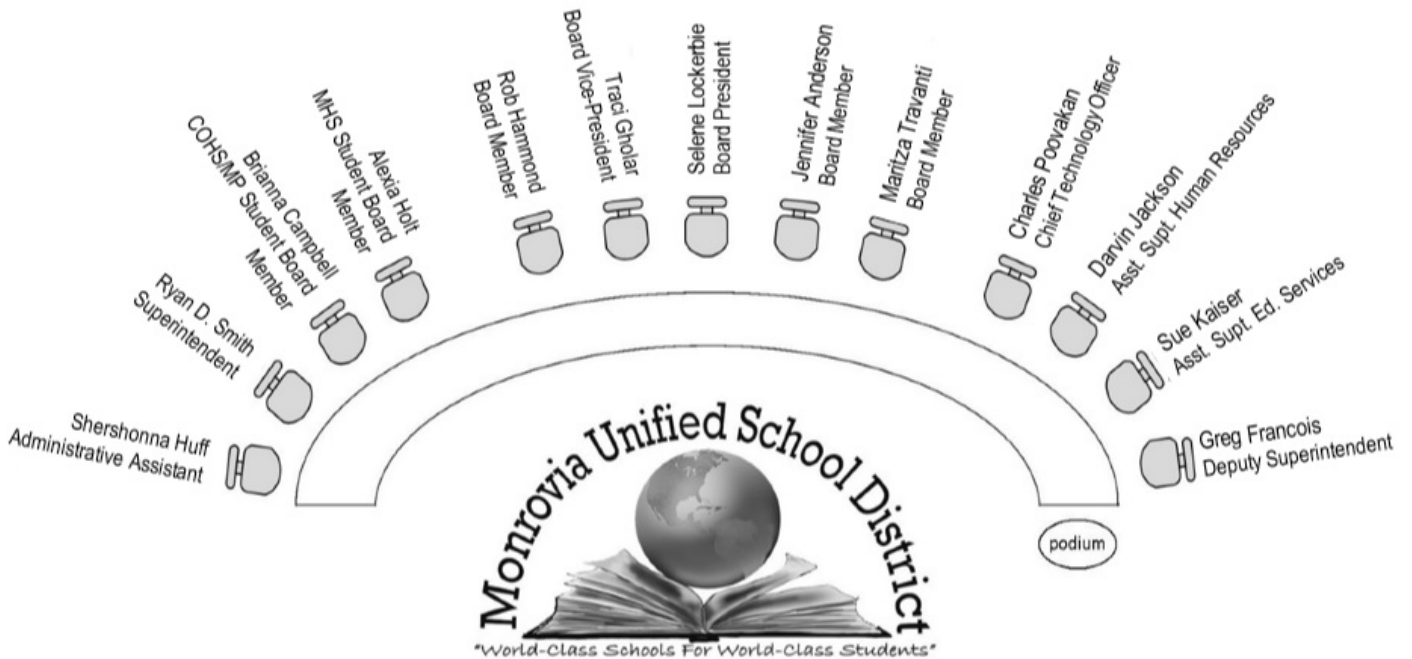 Shershonna Huff
Administrative Assistant
Ryan D. Smith
Superintendent
Brianna Campbell
COHS/MP Student Board
Member
Alexia Holt
MHS Student Board
Member
Rob Hammond
Board Member
Traci Gholar
Board Vice-President
Selene Lockerbie
Board President
Jennifer Anderson
Board Member
Maritza Travanti
Board Member
Charles Poovakan
Chief Technology Officer
Darvin Jackson
Asst. Supt. Human Resources
Sue Kaiser
Asst. Supt. Ed. Services
Greg Francois
Deputy Superintendent
podium
Monrovia Unified School District
"World-Class Schools For World-Class Students"